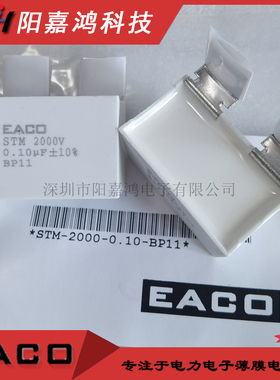 阳嘉鸿科技
EACO
STM 2000V
0.10µF±10%
BP11
深圳市阳嘉鸿电子有限公司
*STM-2000-0.10-BP11*
EACO
EACO
专注于电力电子薄膜电